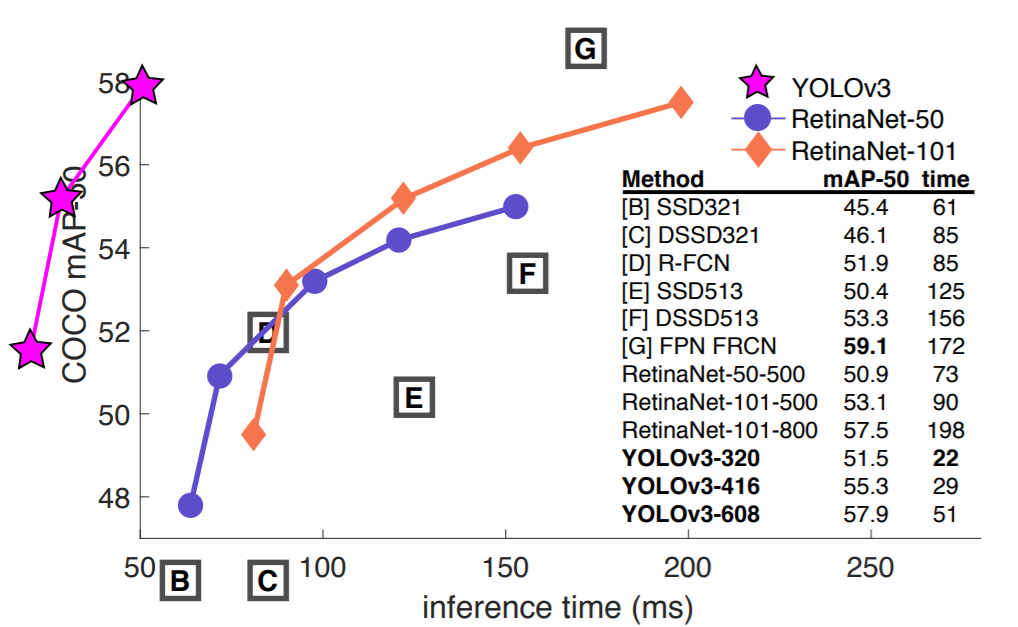 G
58
YOLOv3
RetinaNet-50
RetinaNet-101
56
COCO mAP-50
Method mAP-50 time
[B] SSD321 45.4 61
[C] DSSD321 46.1 85
[D] R-FCN 51.9 85
[E] SSD513 50.4 125
[F] DSSD513 53.3 156
[G] FPN FRCN 59.1 172
RetinaNet-50-500 50.9 73
RetinaNet-101-500 53.1 90
RetinaNet-101-800 57.5 198
YOLOv3-320 51.5 22
YOLOv3-416 55.3 29
YOLOv3-608 57.9 51
54
F
52
D
E
50
48
50 100 150 200 250
B C
inference time (ms)